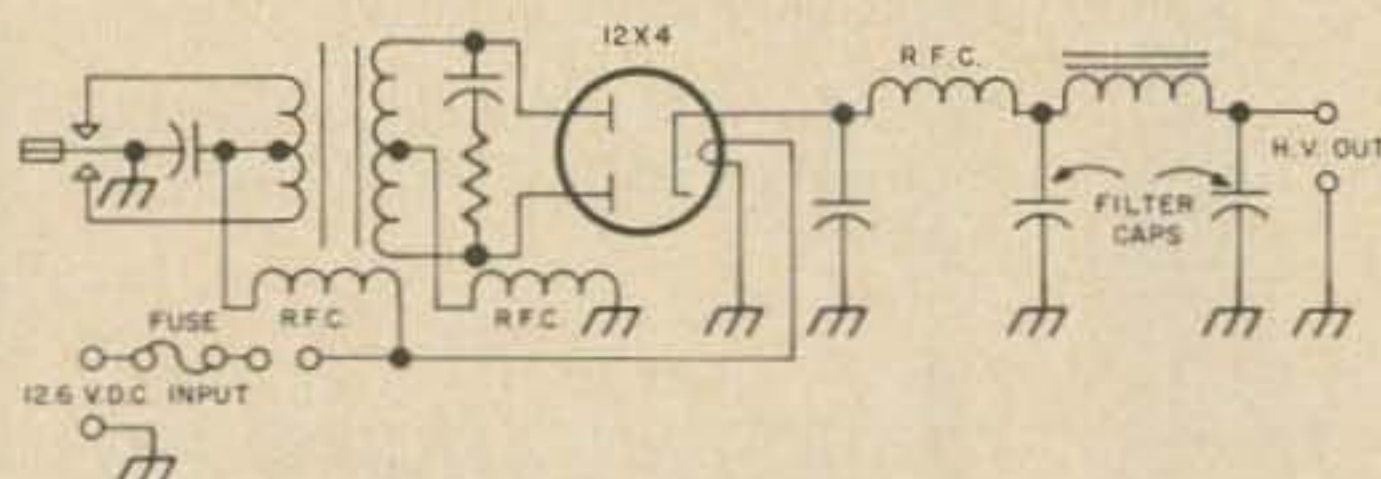 12X4
R.F.C.
H.V. OUT
FILTER
CAPS
FUSE
R.F.C.
R.F.C
12.6 V.D.C. INPUT